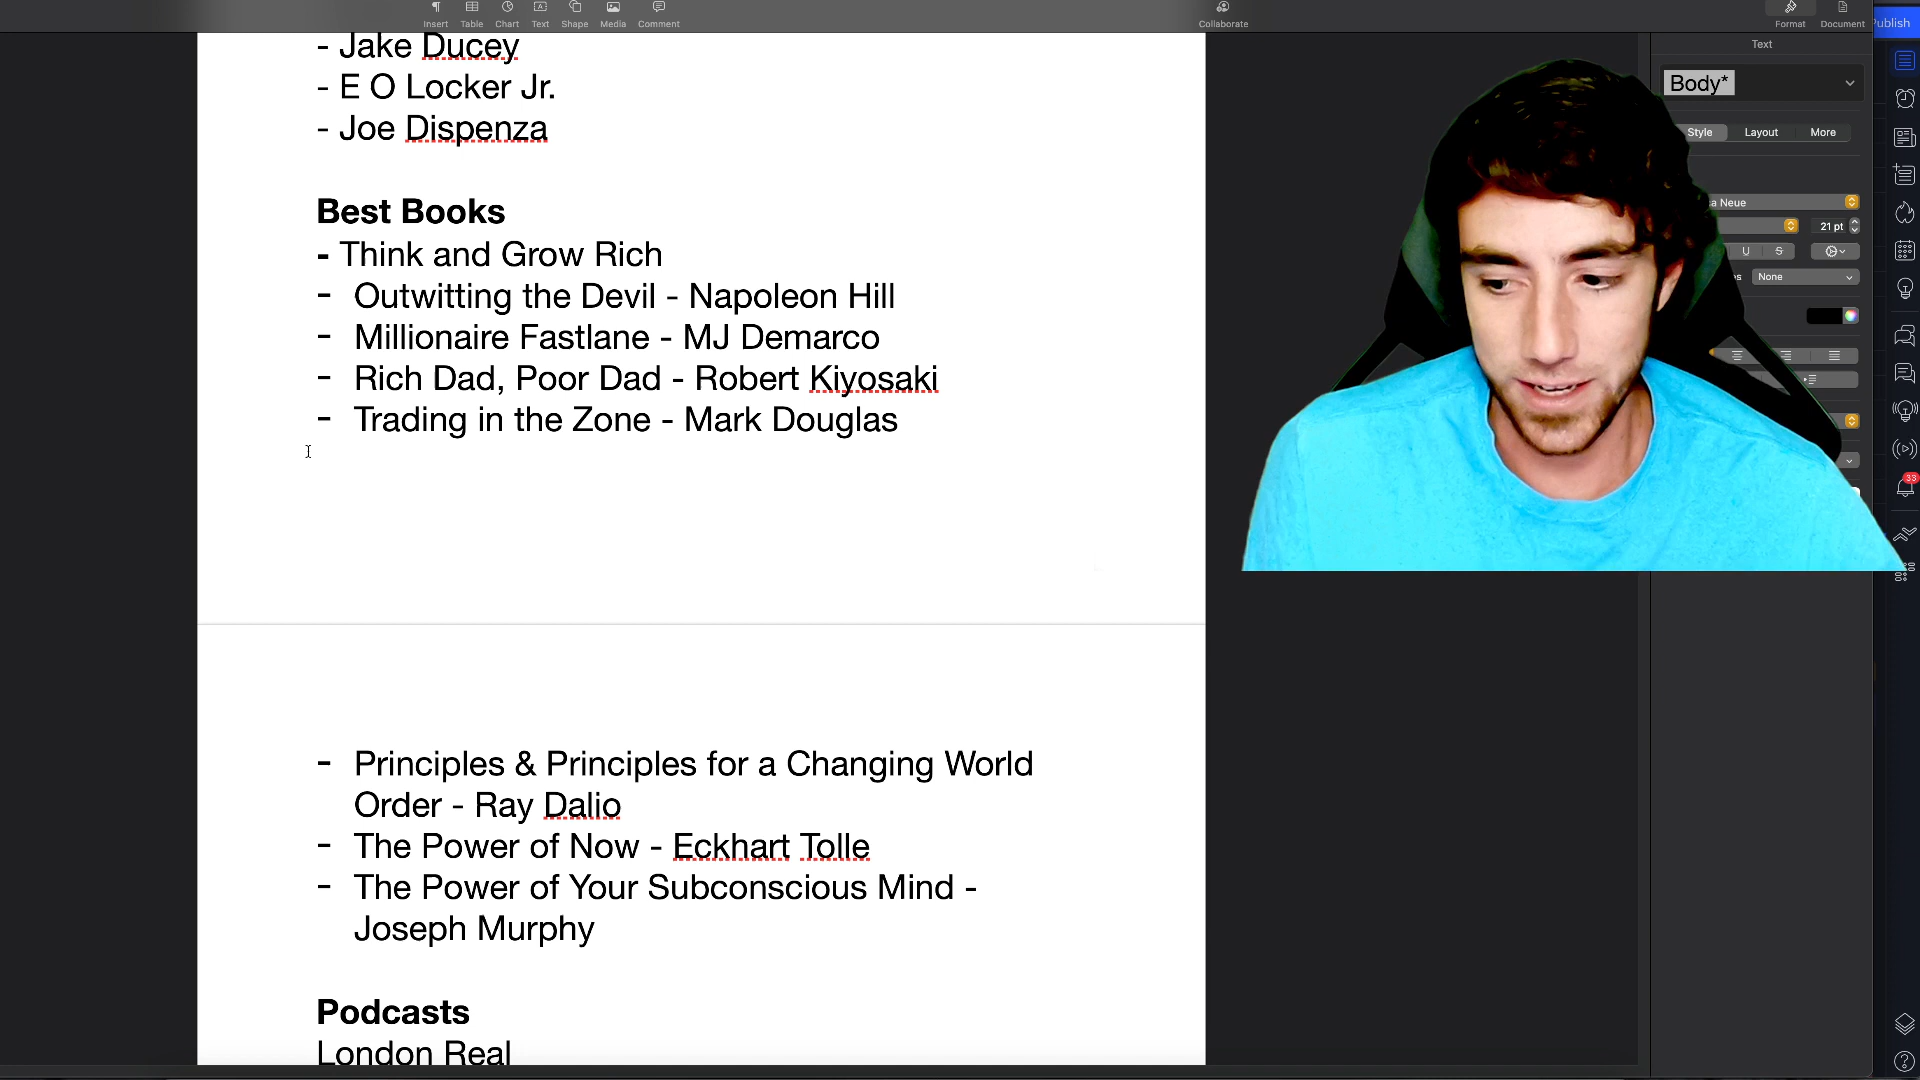 Insert Table Chart Text Shape Media Comment
Collaborate
Format Document
Publish
Text
Body*
Style Layout More
Neue
21 pt
U S
None
- Jake Ducey
- E O Locker Jr.
- Joe Dispenza
Best Books
- Think and Grow Rich
- Outwitting the Devil - Napoleon Hill
- Millionaire Fastlane - MJ Demarco
- Rich Dad, Poor Dad - Robert Kiyosaki
- Trading in the Zone - Mark Douglas
33
- Principles & Principles for a Changing World
Order - Ray Dalio
- The Power of Now - Eckhart Tolle
- The Power of Your Subconscious Mind -
Joseph Murphy
Podcasts
London Real